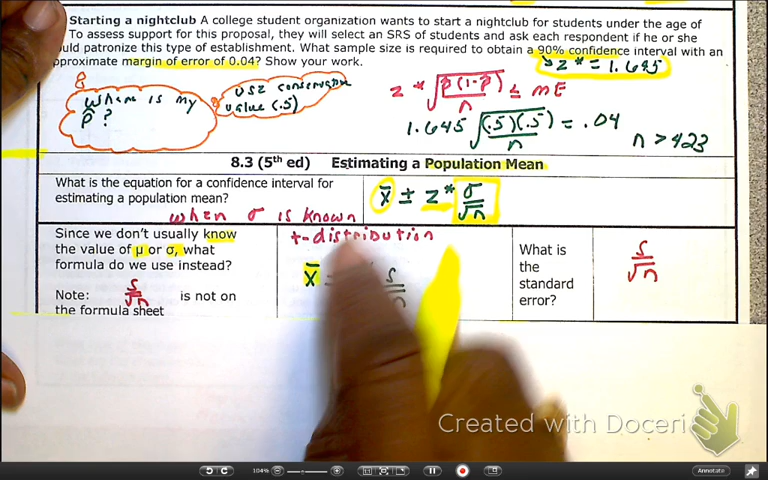 Starting a nightclub A college student organization wants to start a nightclub for students under the age of
To assess support for this proposal, they will select an SRS of students and ask each respondent if he or she
ould patronize this type of establishment. What sample size is required to obtain a 90% confidence interval with an
pproximate margin of error of 0.04? Show your work.
z* = 1.645
Where is my
p̂ ?
use conservative
value (.5)
z* √(p̂(1-p̂)/n) ≤ ME
1.645 √((.5)(.5)/n) = .04
n > 423
8.3 (5th ed) Estimating a Population Mean
What is the equation for a confidence interval for
estimating a population mean?
when σ is known
x̄ ± z* σ/√n
Since we don't usually know
the value of μ or σ, what
formula do we use instead?
Note: s/√n is not on
the formula sheet
t-distribution
x̄
s
What is
the
standard
error?
s/√n
Created with Doceri
104%
Annotate